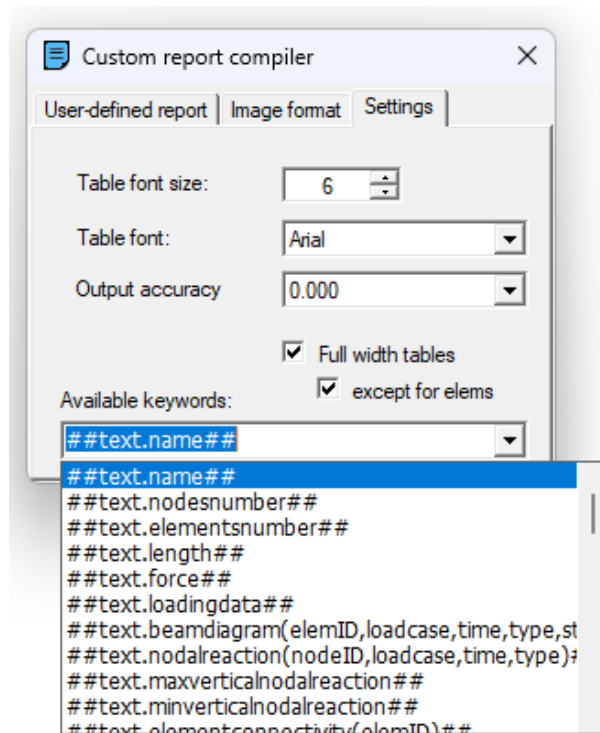 Custom report compiler
User-defined report Image format Settings
Table font size: 6
Table font: Arial
Output accuracy 0.000
Full width tables
except for elems
Available keywords:
##text.name##
##text.name##
##text.nodesnumber##
##text.elementsnumber##
##text.length##
##text.force##
##text.loadingdata##
##text.beamdiagram(elemID,loadcase,time,type,st
##text.nodalreaction(nodeID,loadcase,time,type)#
##text.maxverticalnodalreaction##
##text.minverticalnodalreaction##
##text.elementconnectivity(elemID)##